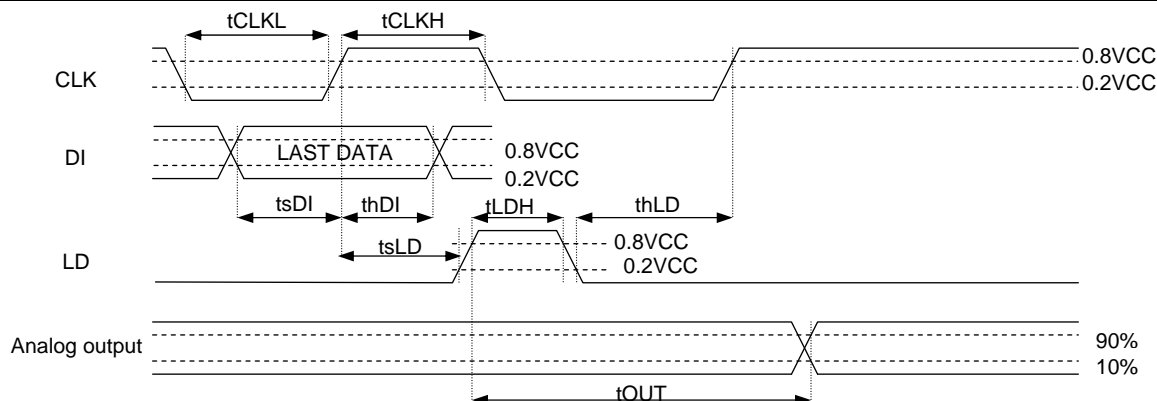 tCLKL
tCLKH
CLK
0.8VCC
0.2VCC
DI
LAST DATA
0.8VCC
0.2VCC
tsDI
thDI
tLDH
thLD
tsLD
LD
0.8VCC
0.2VCC
Analog output
90%
10%
tOUT